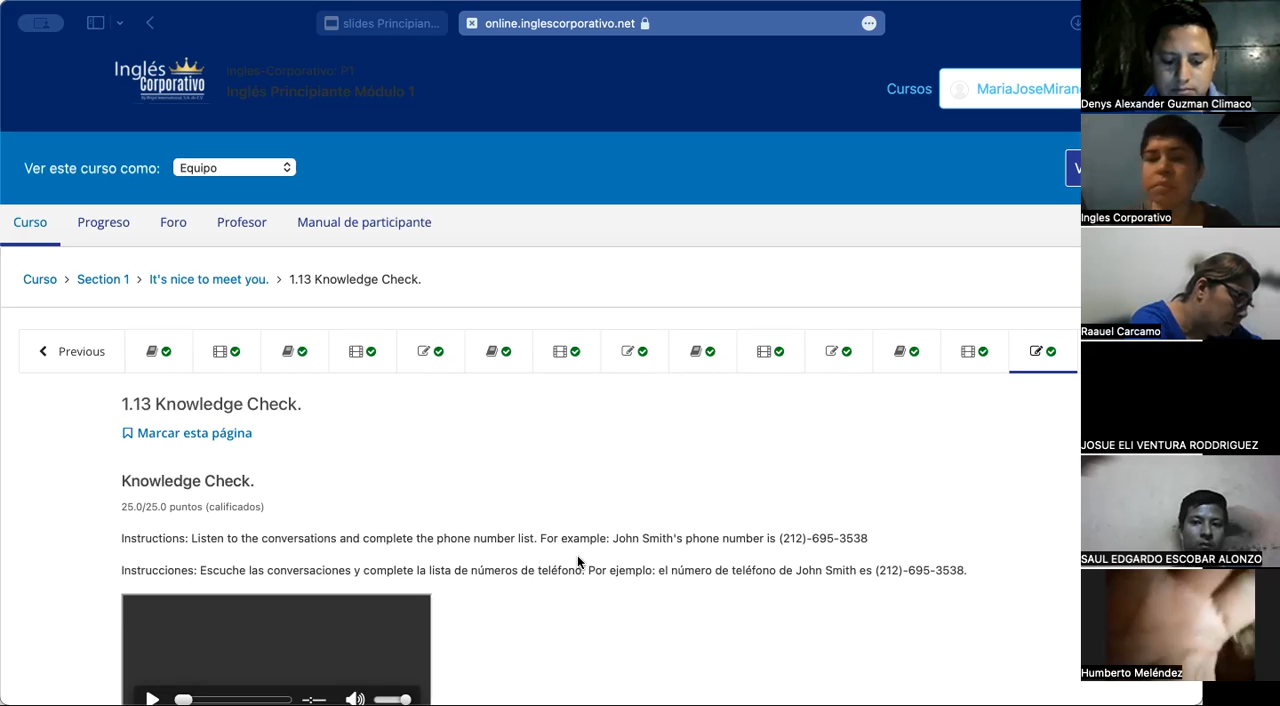 slides Principian...
online.inglescorporativo.net
Inglés
Corporativo
Ingles-Corporativo: P1
Inglés Principiante Módulo 1
Cursos
MariaJoseMiran
Ver este curso como:
Equipo
V
Curso
Progreso
Foro
Profesor
Manual de participante
Curso > Section 1 > It's nice to meet you. > 1.13 Knowledge Check.
Previous
1.13 Knowledge Check.
Marcar esta página
Knowledge Check.
25.0/25.0 puntos (calificados)
Instructions: Listen to the conversations and complete the phone number list. For example: John Smith's phone number is (212)-695-3538
Instrucciones: Escuche las conversaciones y complete la lista de números de teléfono. Por ejemplo: el número de teléfono de John Smith es (212)-695-3538.
Denys Alexander Guzman Climaco
Ingles Corporativo
Raauel Carcamo
JOSUE ELI VENTURA RODDRIGUEZ
SAUL EDGARDO ESCOBAR ALONZO
Humberto Meléndez